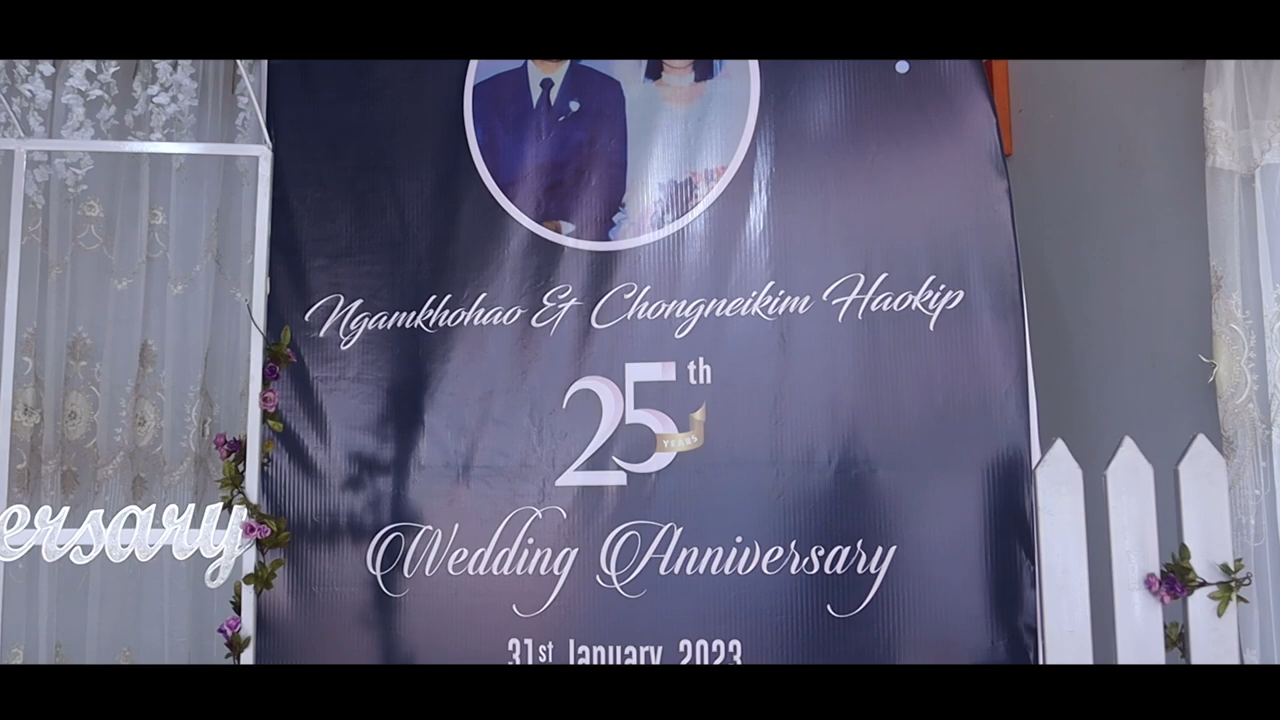 Ngamkhohao & Chongneikim Haokip
25th
YEARS
Wedding Anniversary
31st January 2023
ersary